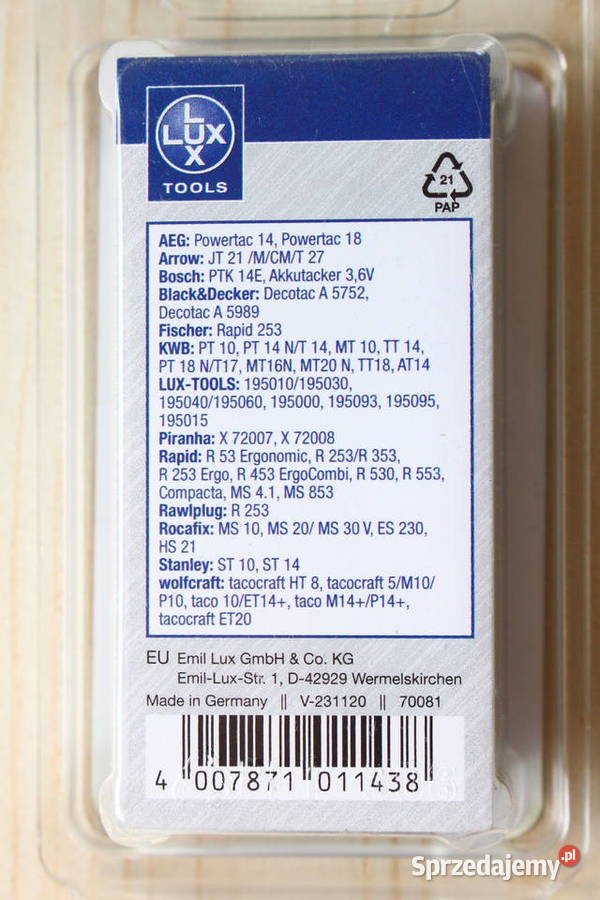 LUX
LUX
TOOLS
21
PAP
AEG: Powertac 14, Powertac 18
Arrow: JT 21 /M/CM/T 27
Bosch: PTK 14E, Akkutacker 3,6V
Black&Decker: Decotac A 5752,
Decotac A 5989
Fischer: Rapid 253
KWB: PT 10, PT 14 N/T 14, MT 10, TT 14,
PT 18 N/T17, MT16N, MT20 N, TT18, AT14
LUX-TOOLS: 195010/195030,
195040/195060, 195000, 195093, 195095,
195015
Piranha: X 72007, X 72008
Rapid: R 53 Ergonomic, R 253/R 353,
R 253 Ergo, R 453 ErgoCombi, R 530, R 553,
Compacta, MS 4.1, MS 853
Rawlplug: R 253
Rocafix: MS 10, MS 20/ MS 30 V, ES 230,
HS 21
Stanley: ST 10, ST 14
wolfcraft: tacocraft HT 8, tacocraft 5/M10/
P10, taco 10/ET14+, taco M14+/P14+,
tacocraft ET20
EU Emil Lux GmbH & Co. KG
Emil-Lux-Str. 1, D-42929 Wermelskirchen
Made in Germany || V-231120 || 70081
4 007871 011438
Sprzedajemy.pl